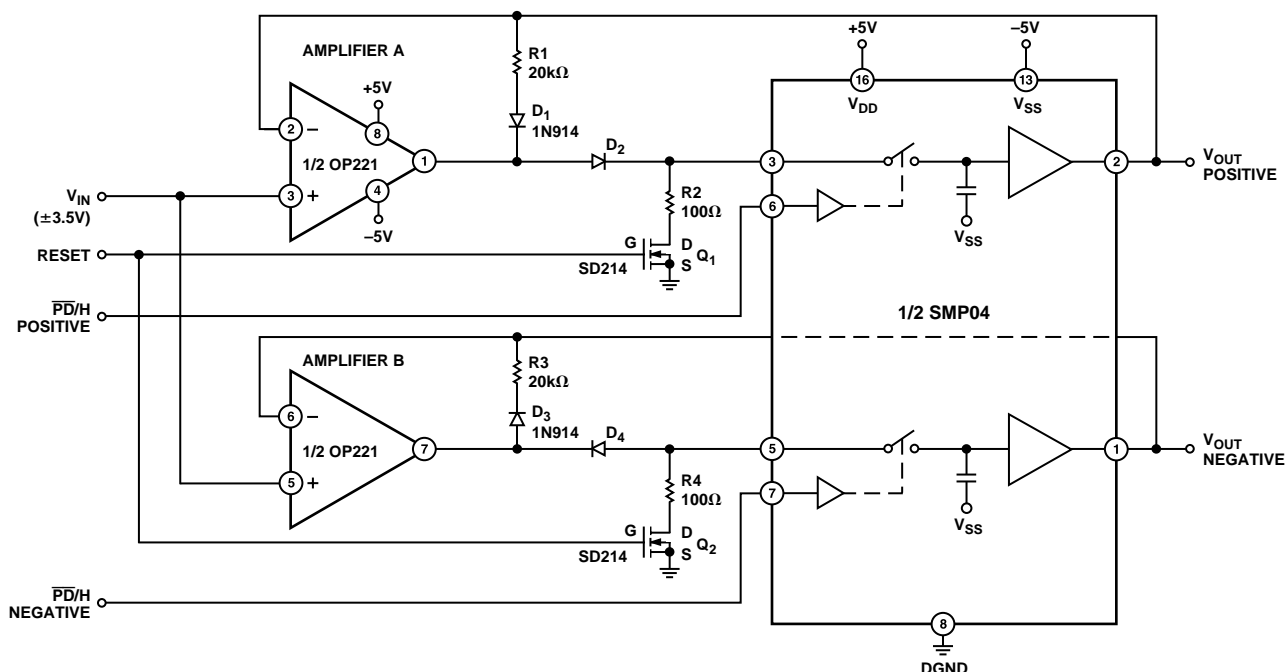 +5V
–5V
AMPLIFIER A
R1
20kΩ
16
13
VDD
VSS
+5V
D1
1N914
2
–
8
D2
1/2 OP221
1
3
2
VOUT
POSITIVE
VIN
(±3.5V)
3
+
4
R2
100Ω
6
–5V
VSS
RESET
G
D
S
Q1
SD214
PD/H
POSITIVE
1/2 SMP04
AMPLIFIER B
R3
20kΩ
6
–
D3
1N914
D4
1/2 OP221
7
5
1
VOUT
NEGATIVE
5
+
R4
100Ω
7
VSS
G
D
S
Q2
SD214
PD/H
NEGATIVE
8
DGND